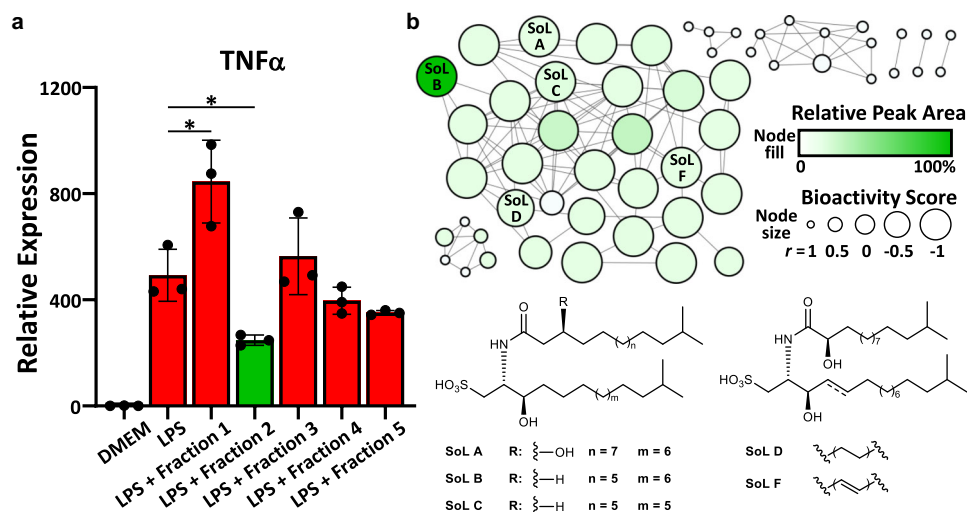 a
TNFα
Relative Expression
1200
800
400
0
*
*
DMEM
LPS
LPS + Fraction 1
LPS + Fraction 2
LPS + Fraction 3
LPS + Fraction 4
LPS + Fraction 5
b
SoL A
SoL B
SoL C
SoL F
SoL D
Relative Peak Area
Node fill
0
100%
Bioactivity Score
Node size
r = 1 0.5 0 -0.5 -1
O
R
HN
n
HO3S
m
OH
O
HN
7
OH
HO3S
6
OH
SoL A R: OH n = 7 m = 6
SoL B R: H n = 5 m = 6
SoL C R: H n = 5 m = 5
SoL D
SoL F